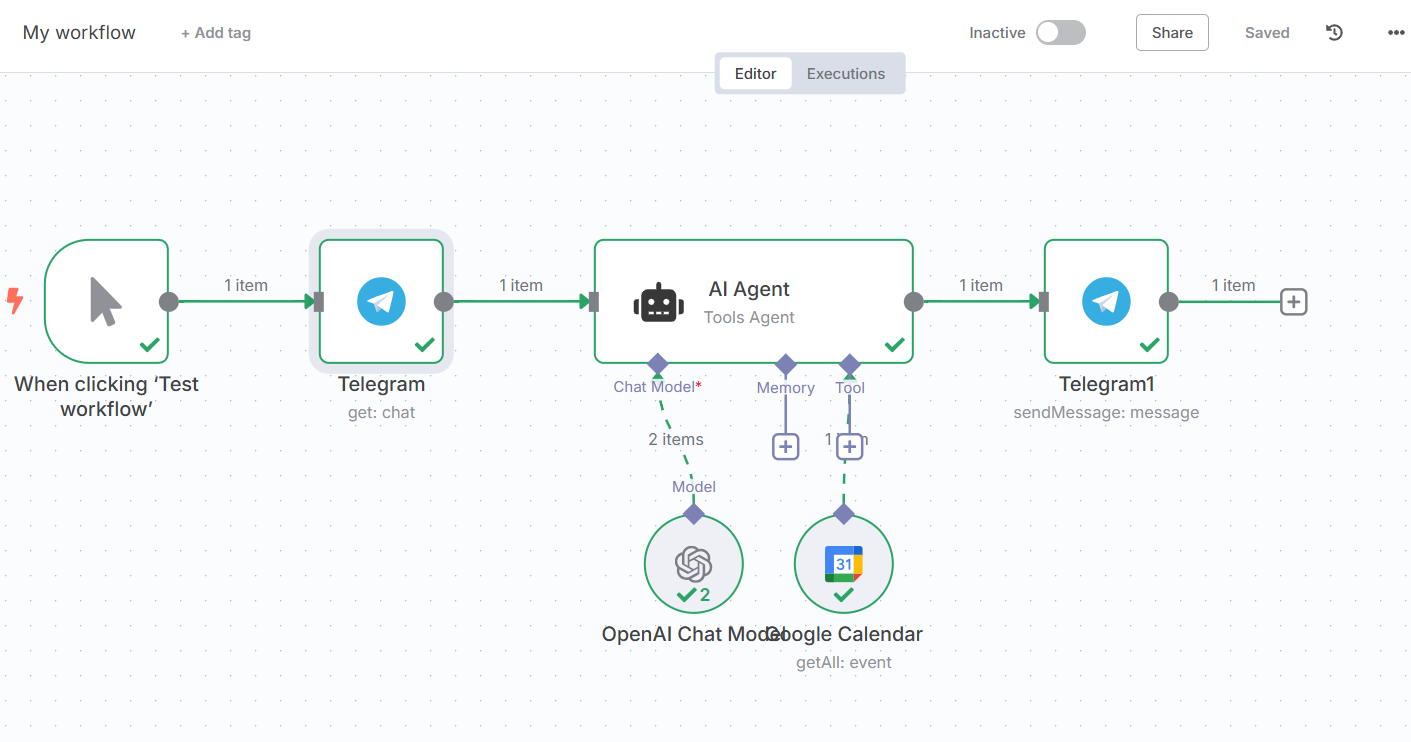 My workflow
+ Add tag
Inactive
Share
Saved
Editor
Executions
1 item
1 item
1 item
1 item
AI Agent
Tools Agent
When clicking ‘Test
workflow’
Telegram
get: chat
Chat Model*
Memory
Tool
Telegram1
sendMessage: message
2 items
Model
31
2
OpenAI Chat Model
Google Calendar
getAll: event